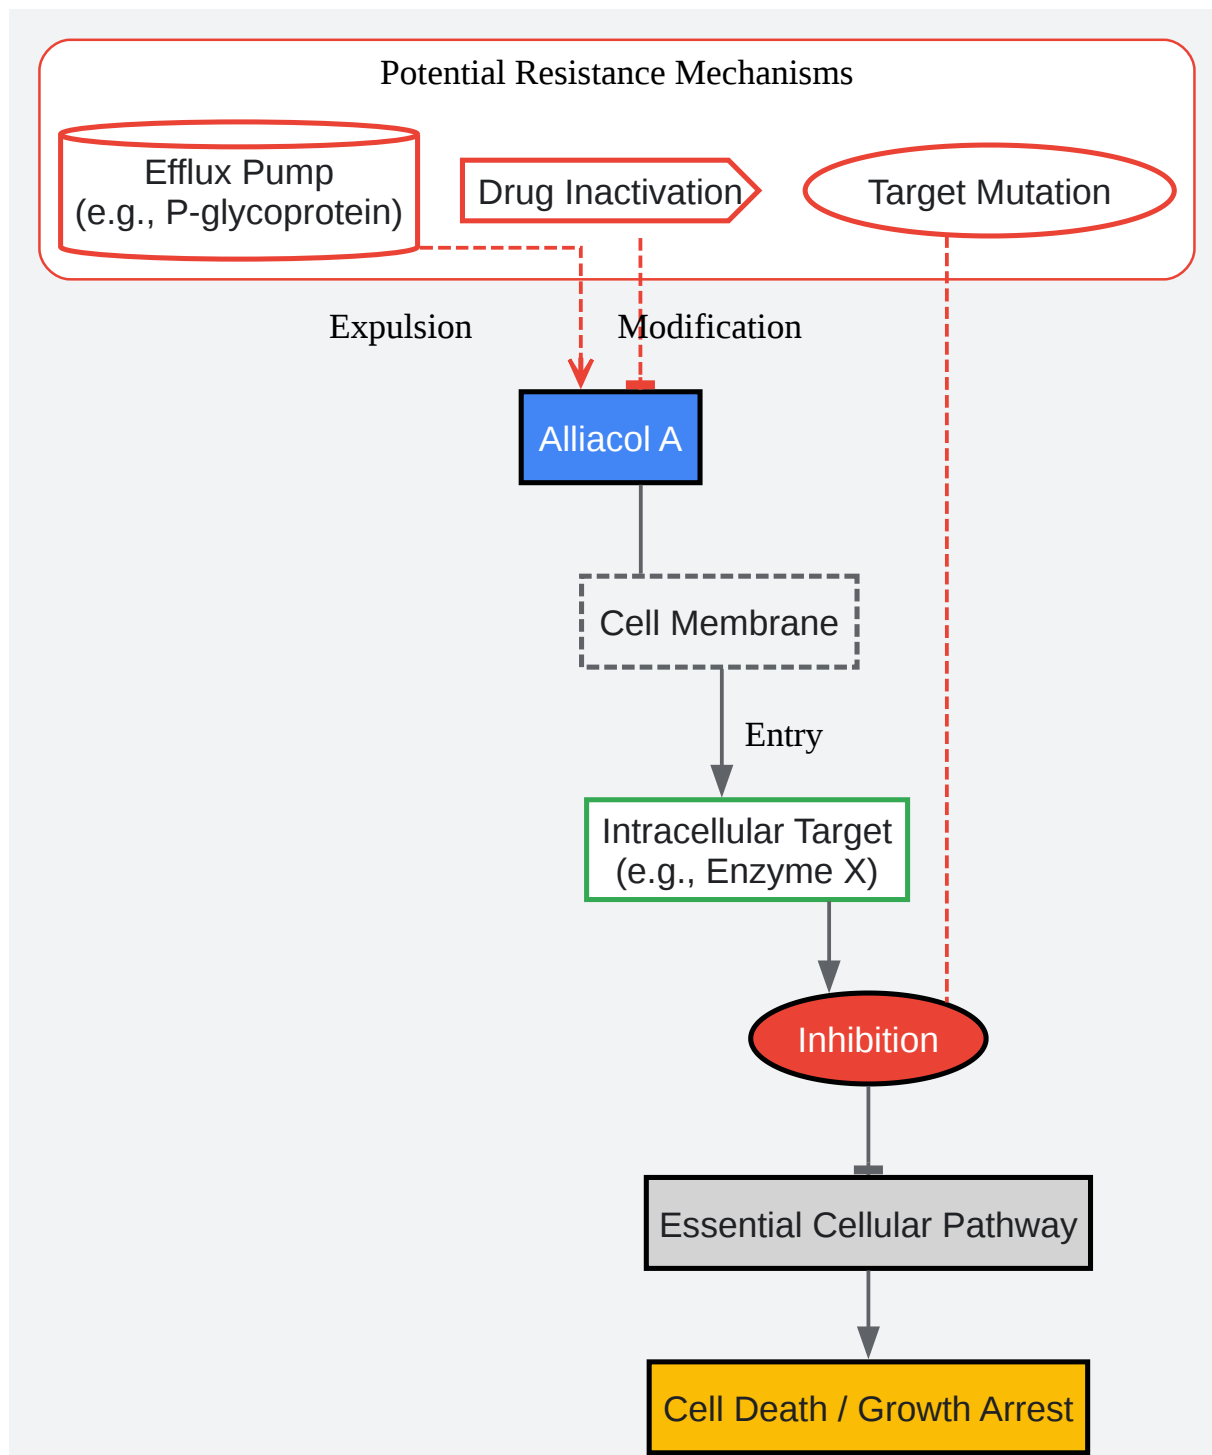 Potential Resistance Mechanisms
Efflux Pump
(e.g., P-glycoprotein)
Drug Inactivation
Target Mutation
Expulsion
Modification
Alliacol A
Cell Membrane
Entry
Intracellular Target
(e.g., Enzyme X)
Inhibition
Essential Cellular Pathway
Cell Death / Growth Arrest